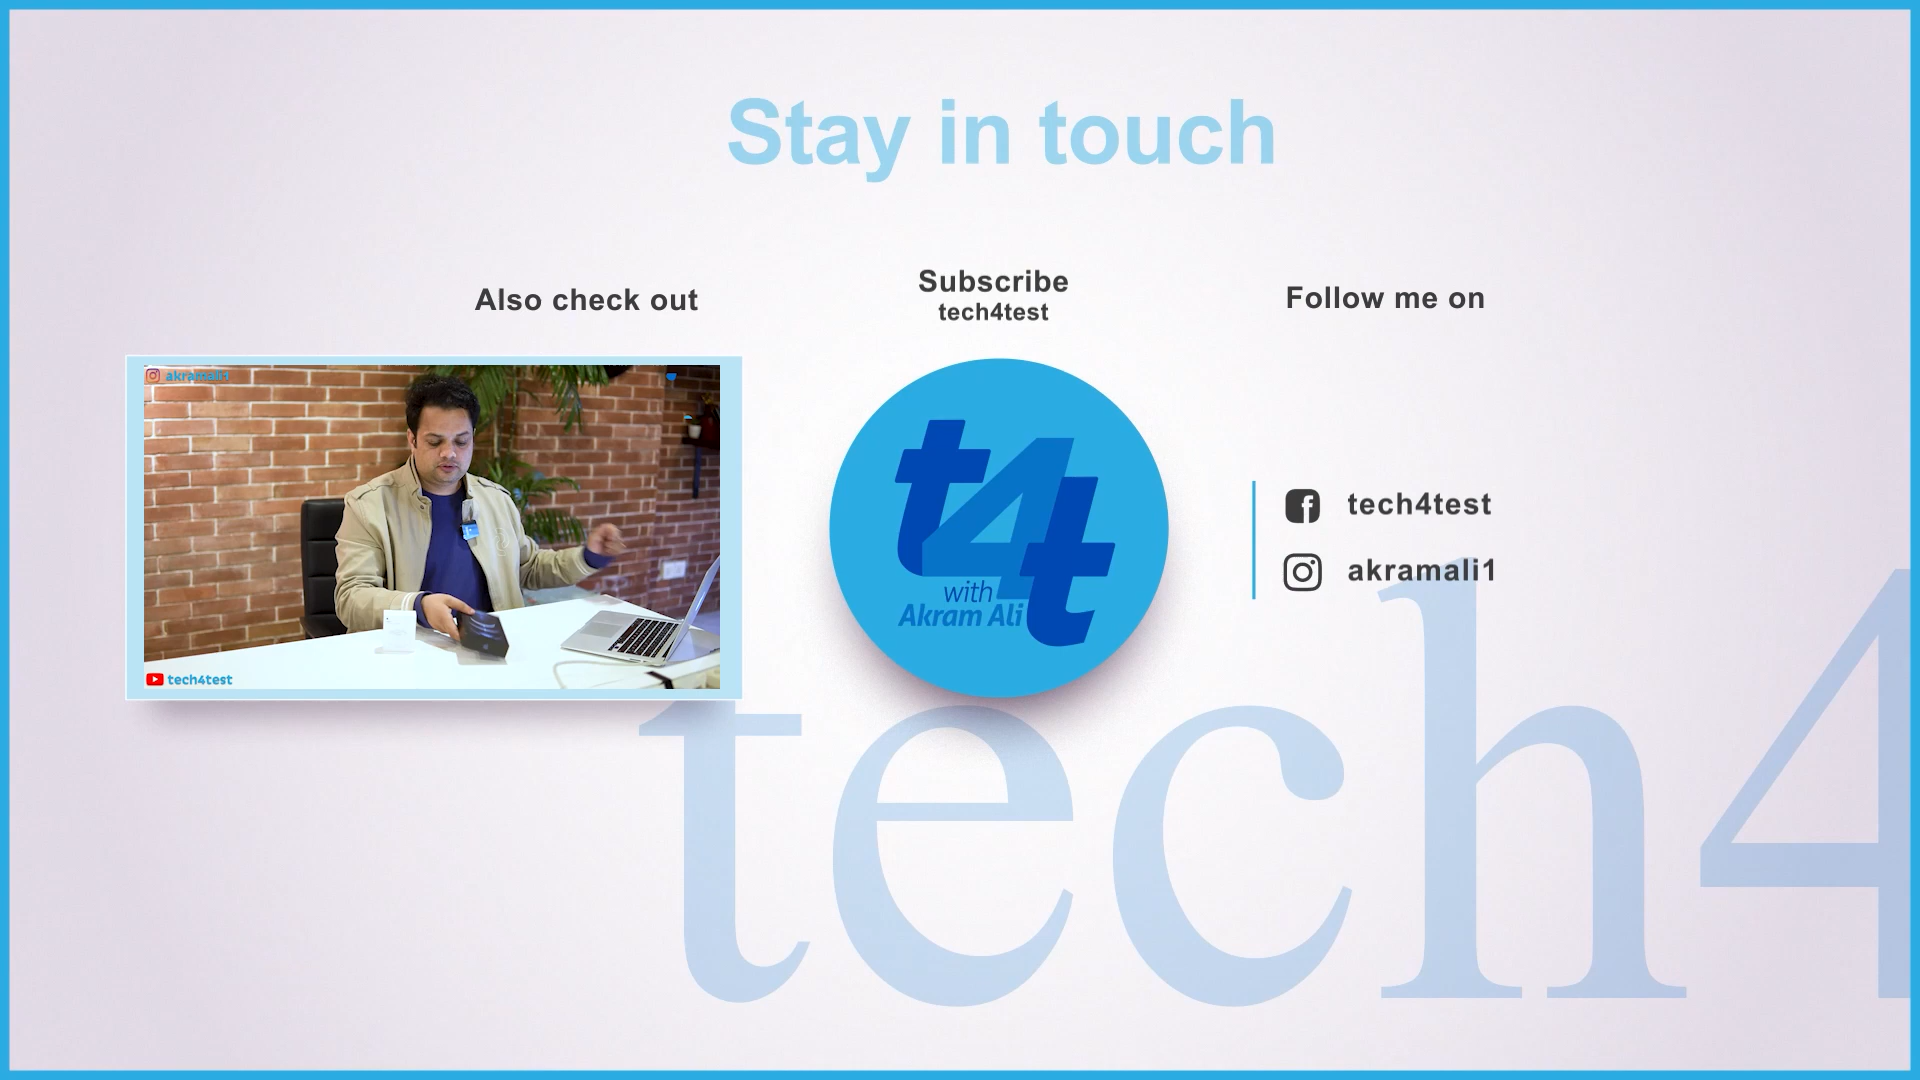 Stay in touch
Also check out
Subscribe
tech4test
Follow me on
akramali1
tech4test
t4t
with
Akram Ali
tech4test
akramali1
tech4